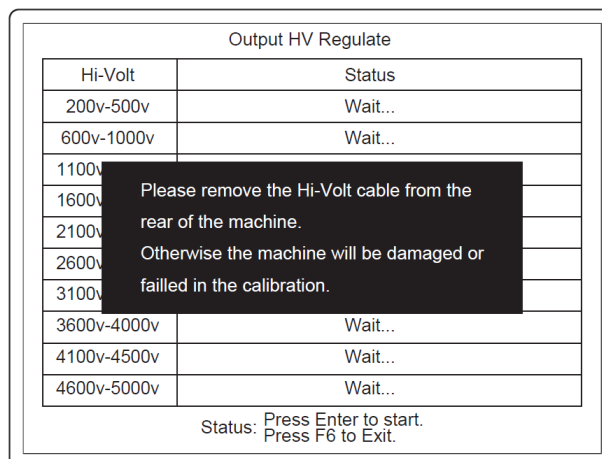 Output HV Regulate
Hi-Volt Status
200v-500v Wait...
600v-1000v Wait...
1100v
Please remove the Hi-Volt cable from the
1600v
rear of the machine.
2100v
Otherwise the machine will be damaged or
2600v
failled in the calibration.
3100v
3600v-4000v Wait...
4100v-4500v Wait...
4600v-5000v Wait...
Status: Press Enter to start.
Press F6 to Exit.